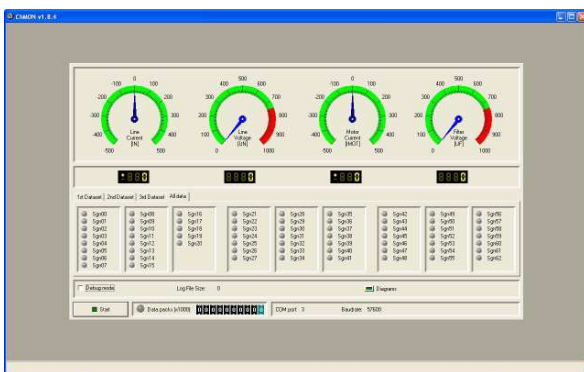 C3MON v1.8.4
-100 0 100
-200 200
-300 300
-400 400
-500 500
Line
Current
[IN]
400 500 600
300 700
200 800
100 900
0 1000
Line
Voltage
[UN]
-100 0 100
-200 200
-300 300
-400 400
-500 500
Motor
Current
[IMOT]
400 500 600
300 700
200 800
100 900
0 1000
Filter
Voltage
[UF]
0
0
0
0
1st Dataset 2nd Dataset 3rd Dataset All data
Sgn00 Sgn08 Sgn16 Sgn21 Sgn28 Sgn35 Sgn42 Sgn49 Sgn56
Sgn01 Sgn09 Sgn17 Sgn22 Sgn29 Sgn36 Sgn43 Sgn50 Sgn57
Sgn02 Sgn10 Sgn18 Sgn23 Sgn30 Sgn37 Sgn44 Sgn51 Sgn58
Sgn03 Sgn11 Sgn19 Sgn24 Sgn31 Sgn38 Sgn45 Sgn52 Sgn59
Sgn04 Sgn12 Sgn20 Sgn25 Sgn32 Sgn39 Sgn46 Sgn53 Sgn60
Sgn05 Sgn13 Sgn26 Sgn33 Sgn40 Sgn47 Sgn54 Sgn61
Sgn06 Sgn14 Sgn27 Sgn34 Sgn41 Sgn48 Sgn55 Sgn62
Sgn07 Sgn15
Debug mode Log File Size 0 Diagrams
Start Data packs (x1000) COM port 3 Baudrate 57600